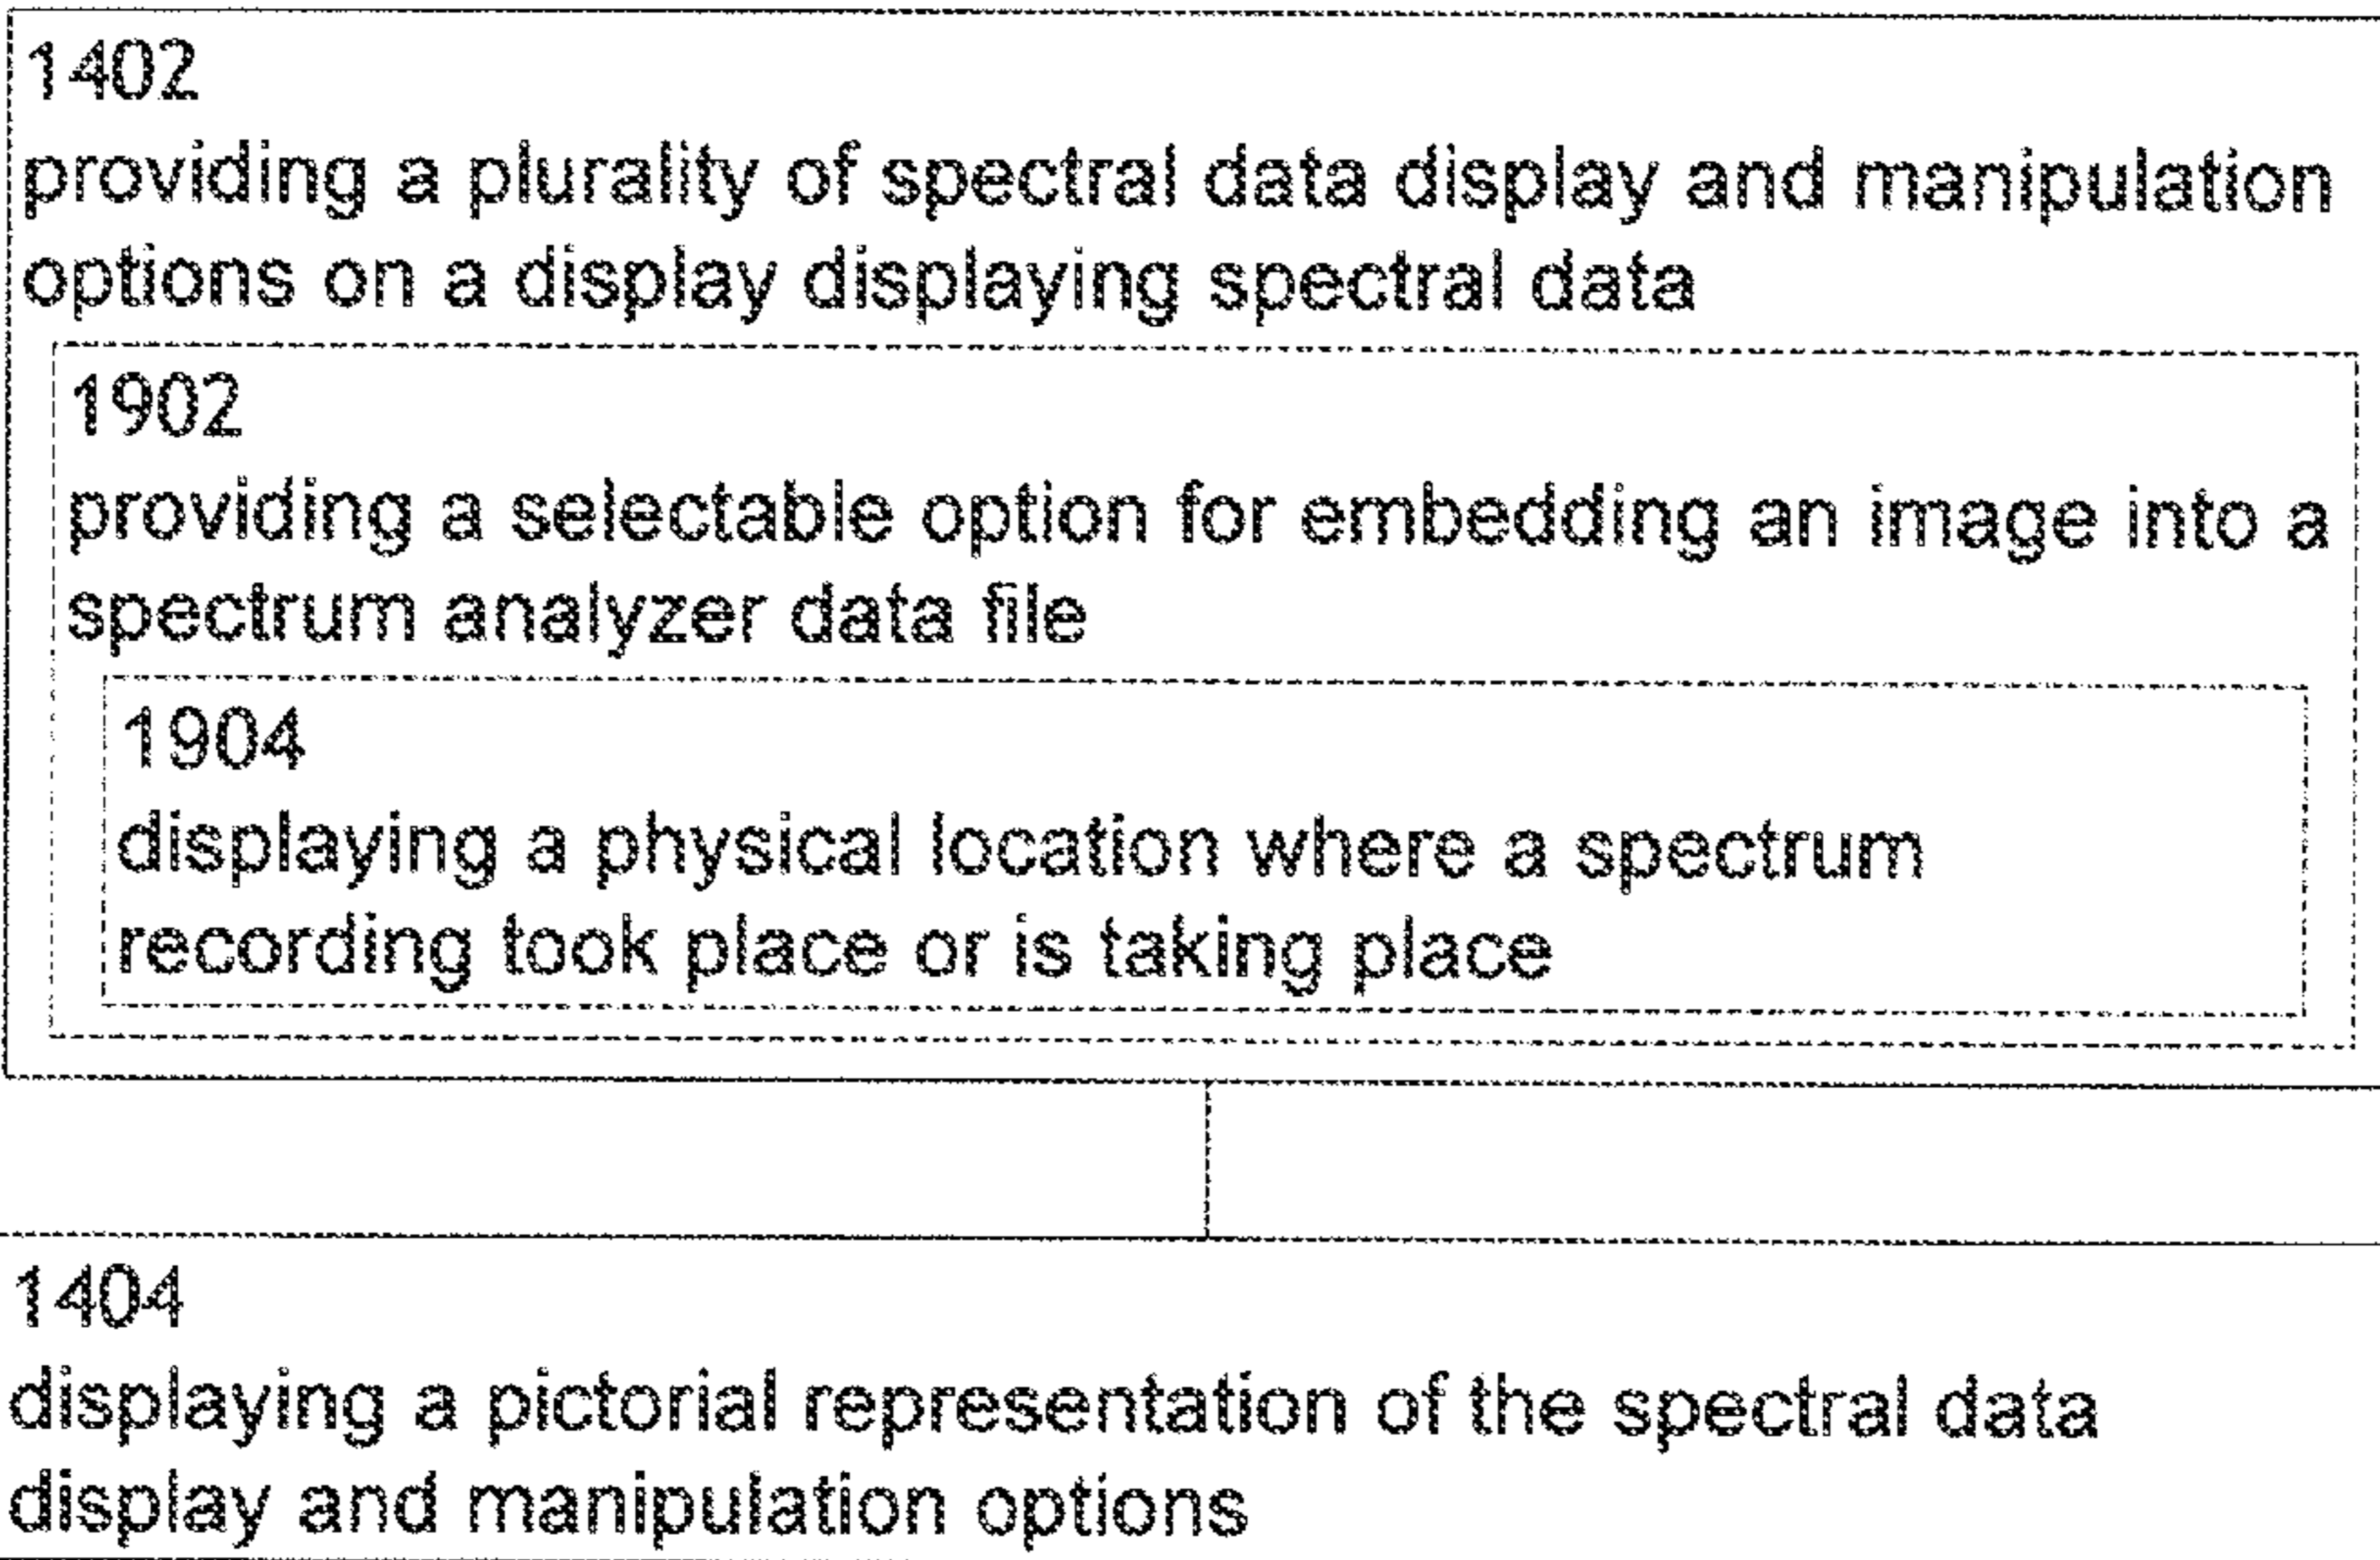 1402
providing a plurality of spectral data display and manipulation
options on a display displaying spectral data
1902
providing a selectable option for embedding an image into a
spectrum analyzer data file
1904
displaying a physical location where a spectrum
recording took place or is taking place
1404
displaying a pictorial representation of the spectral data
display and manipulation options